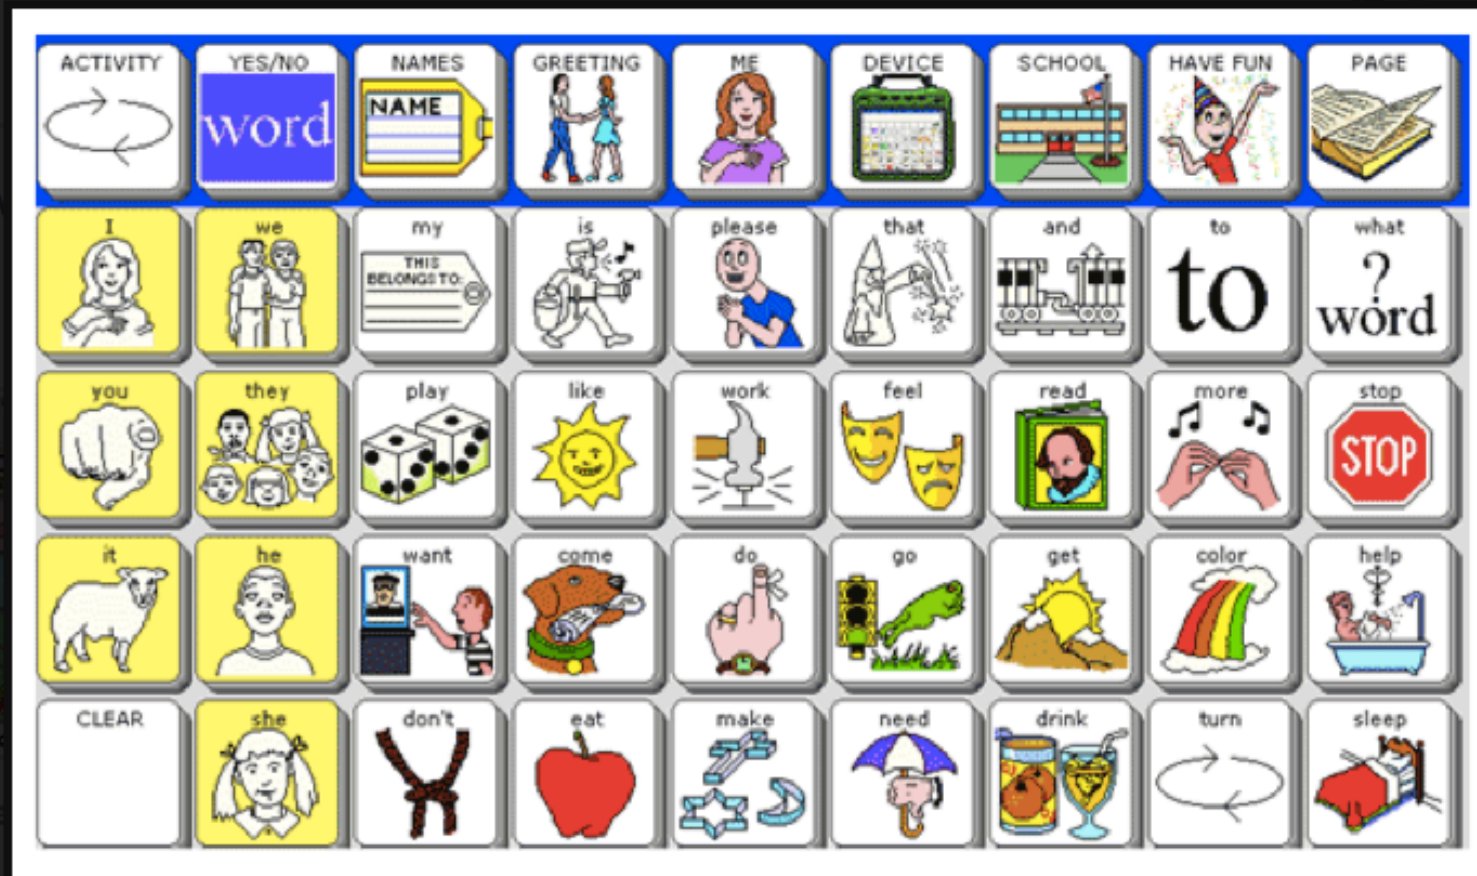 ACTIVITY YES/NO NAMES GREETING ME DEVICE SCHOOL HAVE FUN PAGE
word NAME
I we my is please that and to what
THIS BELONGS TO: to ? word
you they play like work feel read more stop
STOP
it he want come do go get color help
CLEAR she don't eat make need drink turn sleep